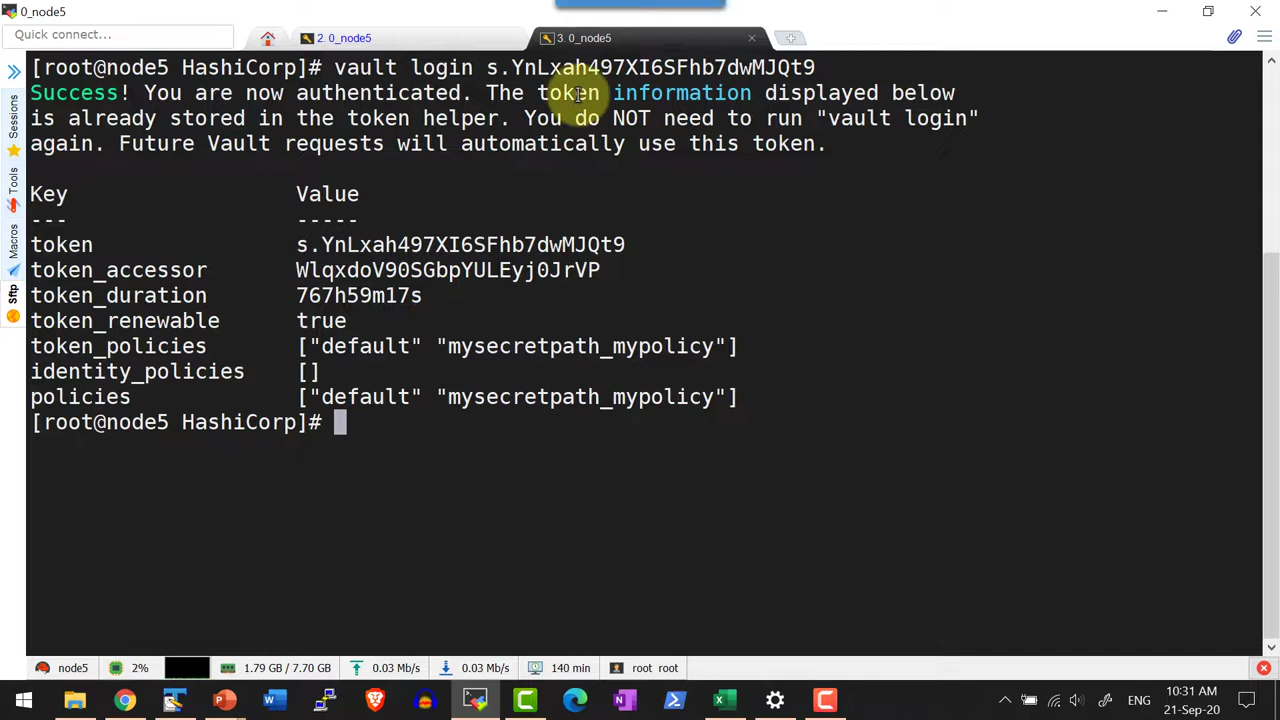 0_node5
Quick connect...
2. 0_node5
3. 0_node5
[root@node5 HashiCorp]# vault login s.YnLxah497XI6SFhb7dwMJQt9
Success! You are now authenticated. The token information displayed below
is already stored in the token helper. You do NOT need to run "vault login"
again. Future Vault requests will automatically use this token.
Key Value
--- -----
token s.YnLxah497XI6SFhb7dwMJQt9
token_accessor WlqxdoV90SGbpYULEyj0JrVP
token_duration 767h59m17s
token_renewable true
token_policies ["default" "mysecretpath_mypolicy"]
identity_policies []
policies ["default" "mysecretpath_mypolicy"]
[root@node5 HashiCorp]#
Sessions
Tools
Macros
Sftp
node5 2% 1.79 GB / 7.70 GB 0.03 Mb/s 0.03 Mb/s 140 min root root
ENG
10:31 AM
21-Sep-20